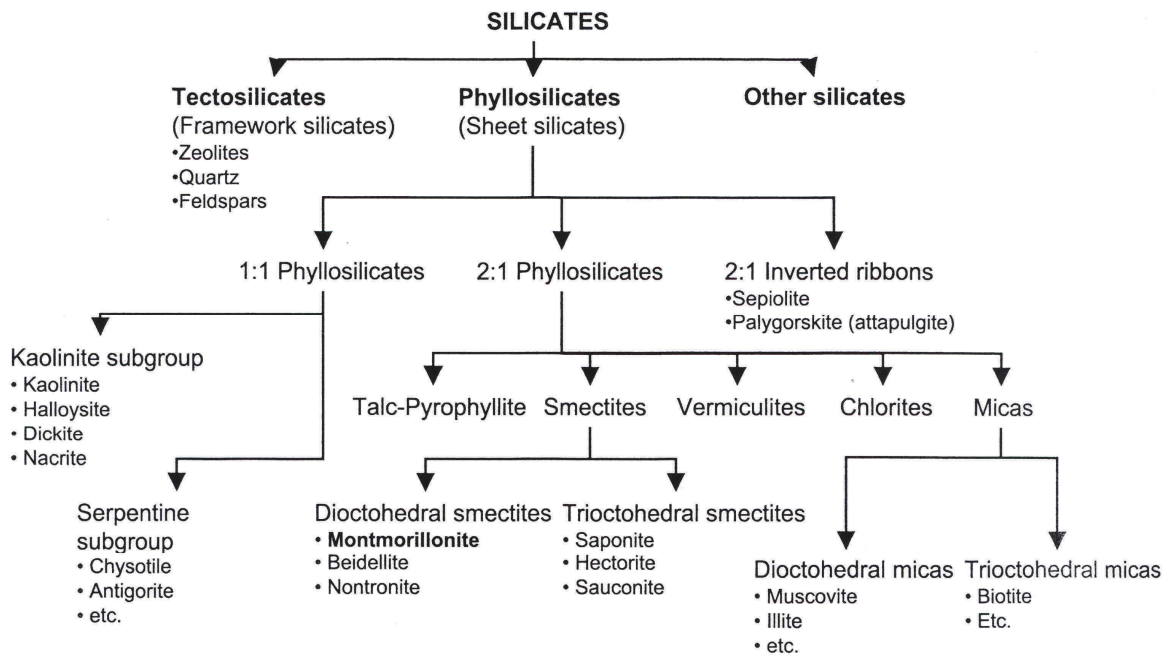 SILICATES
Tectosilicates
(Framework silicates)
•Zeolites
•Quartz
•Feldspars
Phyllosilicates
(Sheet silicates)
Other silicates
1:1 Phyllosilicates
2:1 Phyllosilicates
2:1 Inverted ribbons
•Sepiolite
•Palygorskite (attapulgite)
Kaolinite subgroup
• Kaolinite
• Halloysite
• Dickite
• Nacrite
Talc-Pyrophyllite
Smectites
Vermiculites
Chlorites
Micas
Serpentine
subgroup
• Chysotile
• Antigorite
• etc.
Dioctohedral smectites
• Montmorillonite
• Beidellite
• Nontronite
Trioctohedral smectites
• Saponite
• Hectorite
• Sauconite
Dioctohedral micas
• Muscovite
• Illite
• etc.
Trioctohedral micas
• Biotite
• Etc.